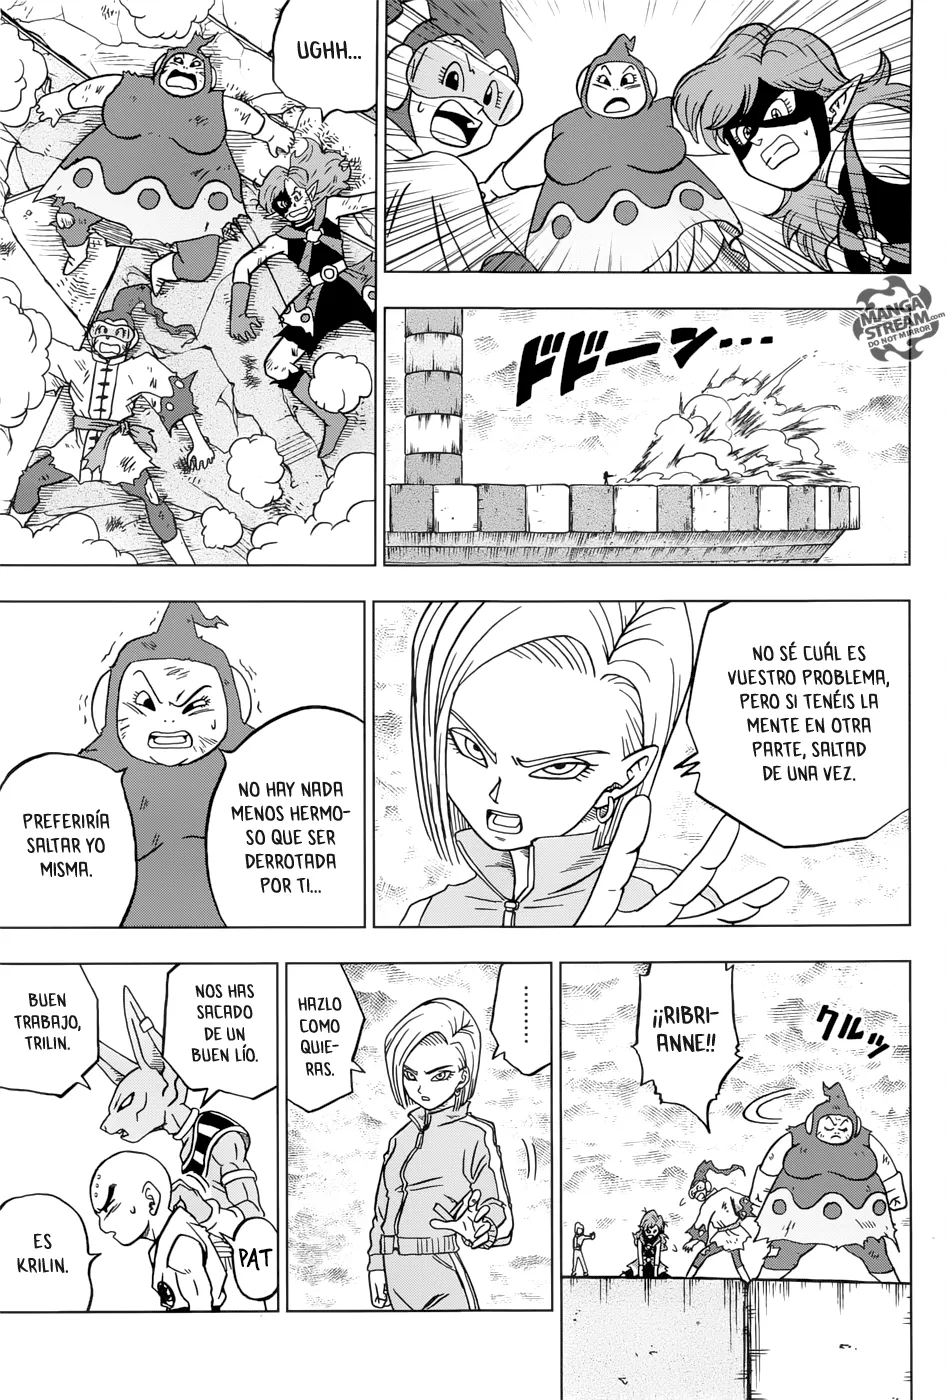 MANGA
STREAM.com
DO NOT MIRROR
UGHH...
ドドーン...
NO SÉ CUÁL ES
VUESTRO PROBLEMA,
PERO SI TENÉIS LA
MENTE EN OTRA
PARTE, SALTAD
DE UNA VEZ.
NO HAY NADA
MENOS HERMO-
SO QUE SER
DERROTADA
POR TI...
PREFERIRÍA
SALTAR YO
MISMA.
¡¡RIBRI-
ANNE!!
クルッ
.........
HAZLO
COMO
QUIE-
RAS.
NOS HAS
SACADO
DE UN
BUEN LÍO.
BUEN
TRABAJO,
TRILIN.
PAT
ES
KRILIN.